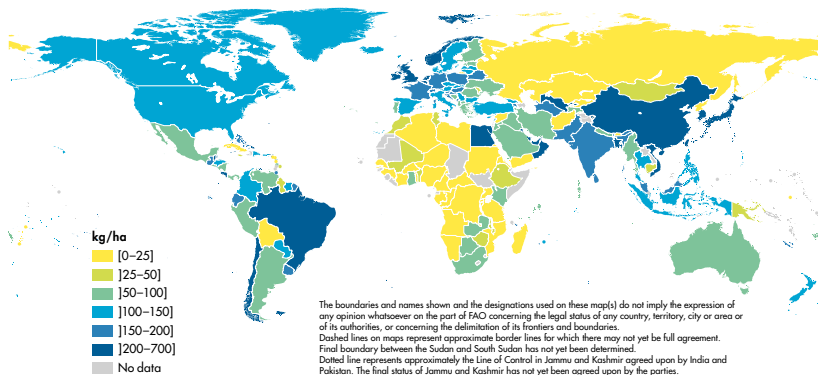 kg/ha
[0–25]
]25–50]
]50–100]
]100–150]
]150–200]
]200–700]
No data
The boundaries and names shown and the designations used on these map(s) do not imply the expression of
any opinion whatsoever on the part of FAO concerning the legal status of any country, territory, city or area or
of its authorities, or concerning the delimitation of its frontiers and boundaries.
Dashed lines on maps represent approximate border lines for which there may not yet be full agreement.
Final boundary between the Sudan and South Sudan has not yet been determined.
Dotted line represents approximately the Line of Control in Jammu and Kashmir agreed upon by India and
Pakistan. The final status of Jammu and Kashmir has not yet been agreed upon by the parties.